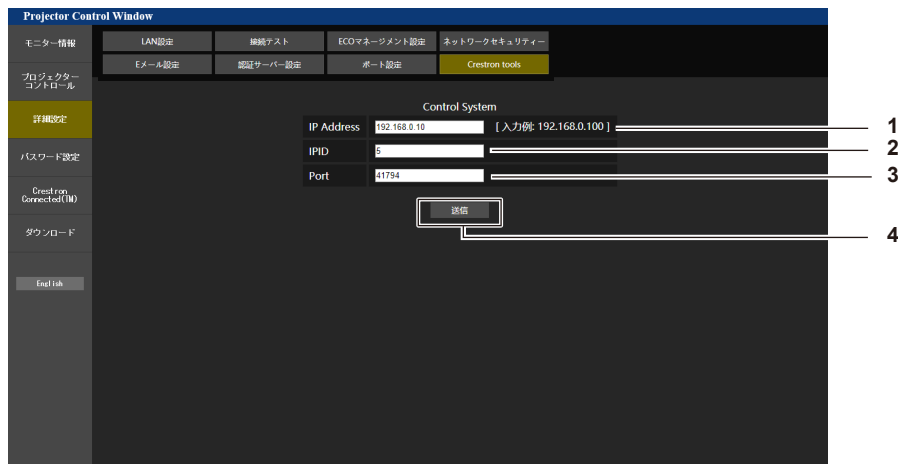 Projector Control Window
モニター情報
プロジェクター
コントロール
詳細設定
パスワード設定
Crestron
Connected(TM)
ダウンロード
English
LAN設定
接続テスト
ECOマネージメント設定
ネットワークセキュリティー
Eメール設定
認証サーバー設定
ポート設定
Crestron tools
Control System
IP Address
192.168.0.10
[ 入力例: 192.168.0.100 ]
1
IPID
5
2
Port
41794
3
送信
4